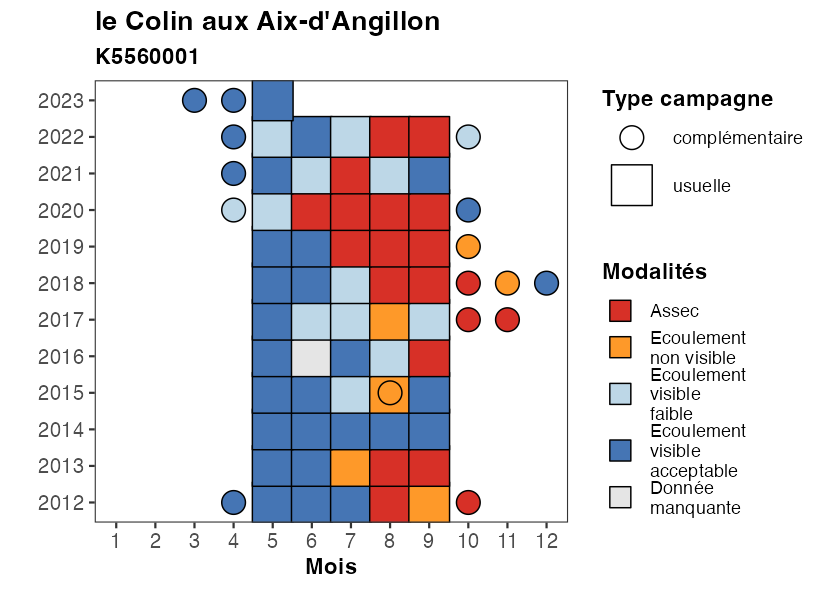 le Colin aux Aix-d'Angillon
K5560001
2023
2022
2021
2020
2019
2018
2017
2016
2015
2014
2013
2012
1 2 3 4 5 6 7 8 9 10 11 12
Mois
Type campagne
complémentaire
usuelle
Modalités
Assec
Ecoulement
non visible
Ecoulement
visible
faible
Ecoulement
visible
acceptable
Donnée
manquante